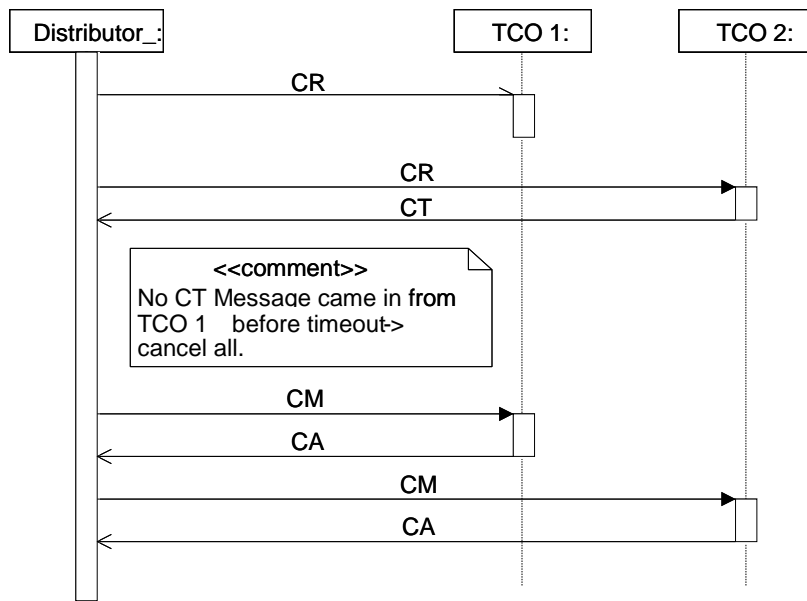 Distributor_: TCO 1: TCO 2:
CR
CR
CT
<<comment>>
No CT Message came in from
TCO 1 before timeout->
cancel all.
CM
CA
CM
CA